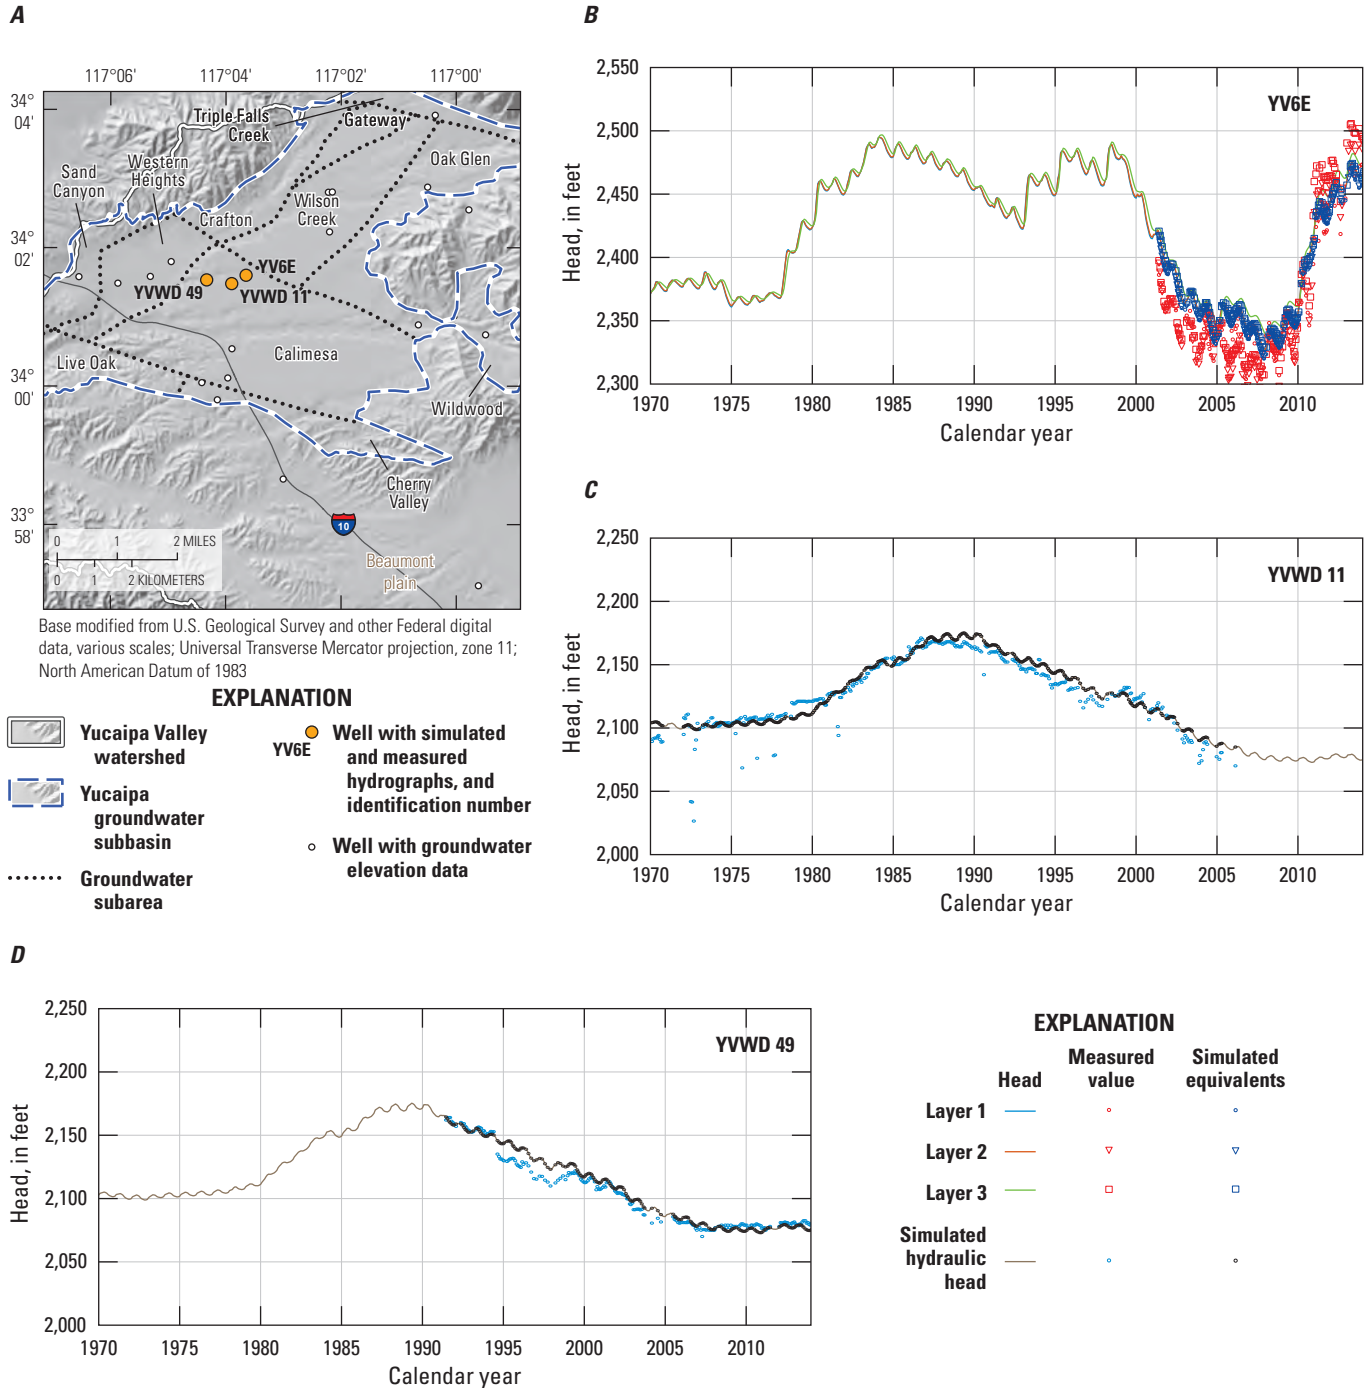 A
117°06'
117°04'
117°02'
117°00'
34°
04'
34°
02'
34°
00'
33°
58'
Triple Falls
Creek
Gateway
Oak Glen
Sand
Canyon
Western
Heights
Crafton
Wilson
Creek
YV6E
YVWD 49
YVWD 11
Calimesa
Live Oak
Wildwood
Cherry
Valley
10
Beaumont
plain
0 1 2 MILES
0 1 2 KILOMETERS
Base modified from U.S. Geological Survey and other Federal digital
data, various scales; Universal Transverse Mercator projection, zone 11;
North American Datum of 1983
EXPLANATION
Yucaipa Valley
watershed
Yucaipa
groundwater
subbasin
Groundwater
subarea
YV6E
Well with simulated
and measured
hydrographs, and
identification number
Well with groundwater
elevation data
B
2,550
2,500
2,450
2,400
2,350
2,300
Head, in feet
YV6E
1970 1975 1980 1985 1990 1995 2000 2005 2010
Calendar year
C
2,250
2,200
2,150
2,100
2,050
2,000
Head, in feet
YVWD 11
1970 1975 1980 1985 1990 1995 2000 2005 2010
Calendar year
D
2,250
2,200
2,150
2,100
2,050
2,000
Head, in feet
YVWD 49
1970 1975 1980 1985 1990 1995 2000 2005 2010
Calendar year
EXPLANATION
Head
Measured
value
Simulated
equivalents
Layer 1
Layer 2
Layer 3
Simulated
hydraulic
head